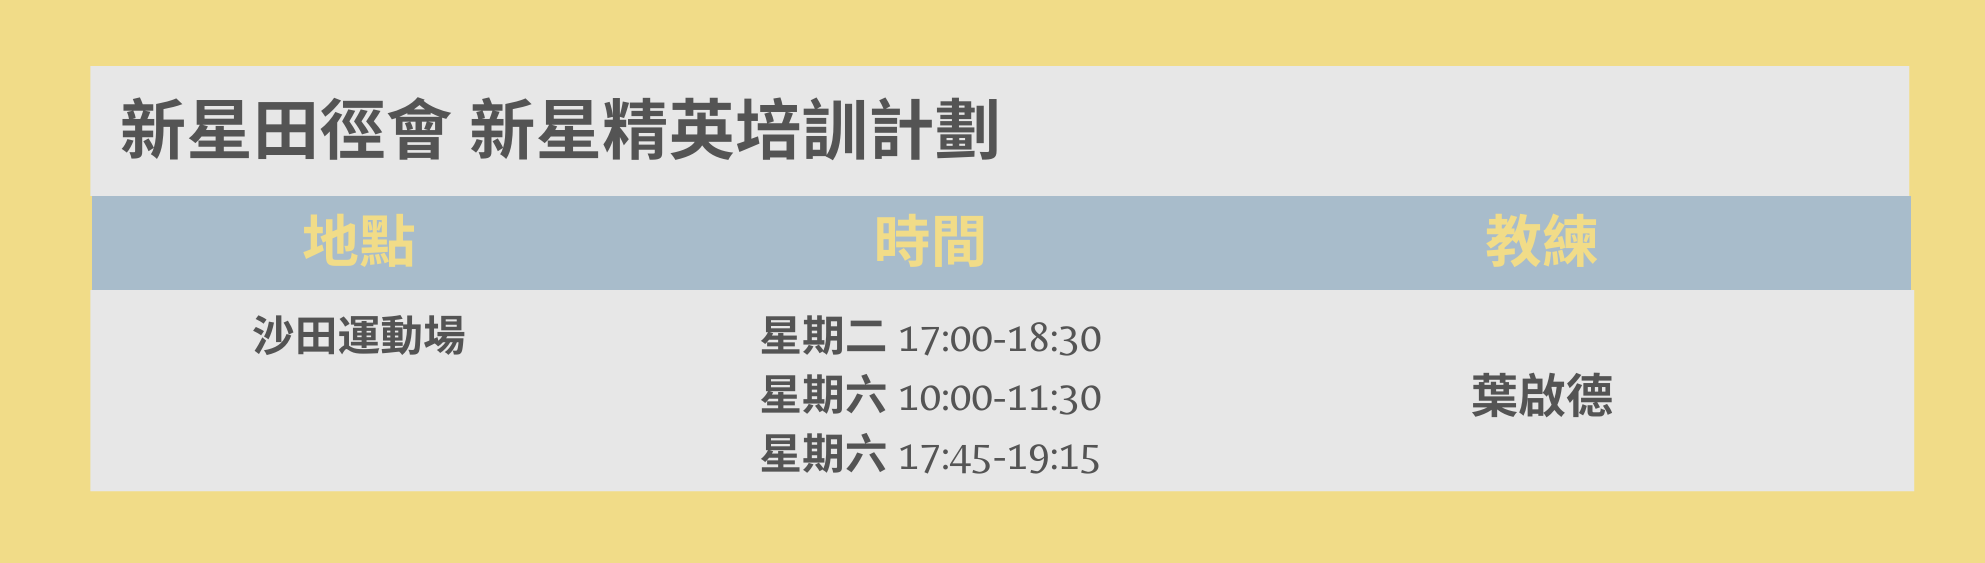 新星田徑會 新星精英培訓計劃
地點 時間 教練
沙田運動場 星期二 17:00-18:30
星期六 10:00-11:30 葉啟德
星期六 17:45-19:15